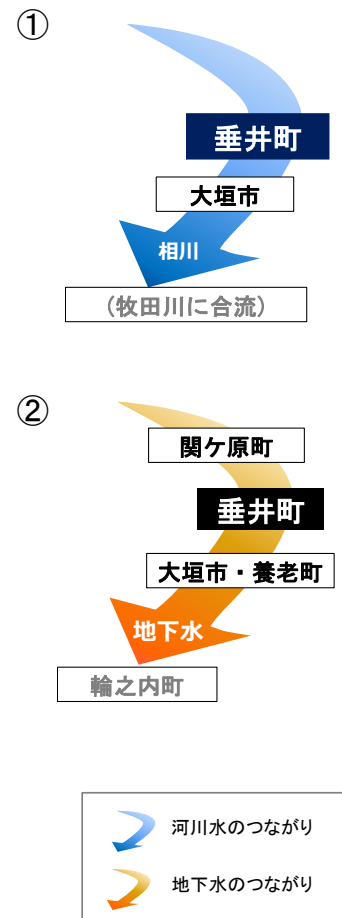 ①
垂井町
大垣市
相川
(牧田川に合流)
②
関ケ原町
垂井町
大垣市・養老町
地下水
輪之内町
河川水のつながり
地下水のつながり